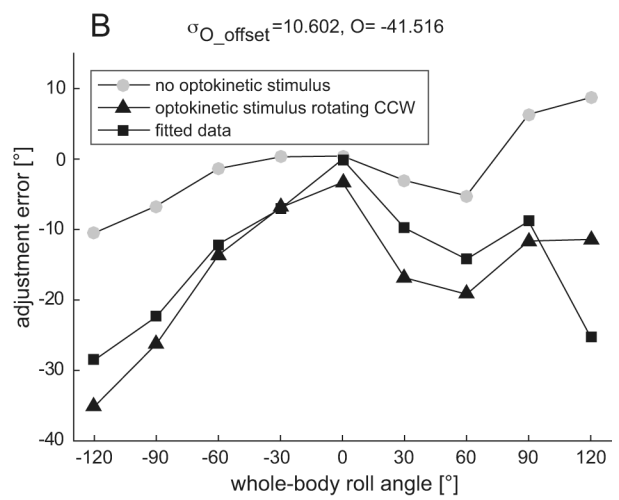 B
σO_offset=10.602, O= -41.516
no optokinetic stimulus
optokinetic stimulus rotating CCW
fitted data
adjustment error [°]
10
0
-10
-20
-30
-40
-120 -90 -60 -30 0 30 60 90 120
whole-body roll angle [°]